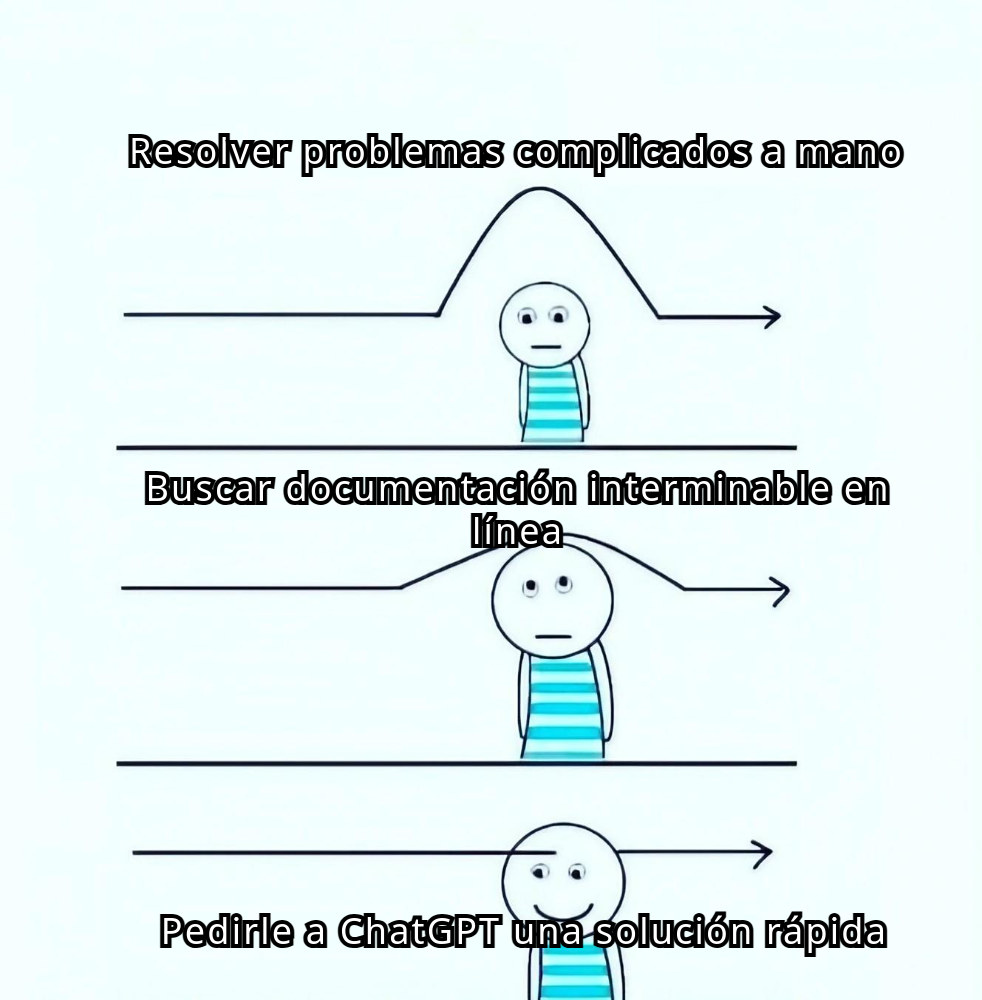 Resolver problemas complicados a mano
Buscar documentación interminable en
línea
Pedirle a ChatGPT una solución rápida